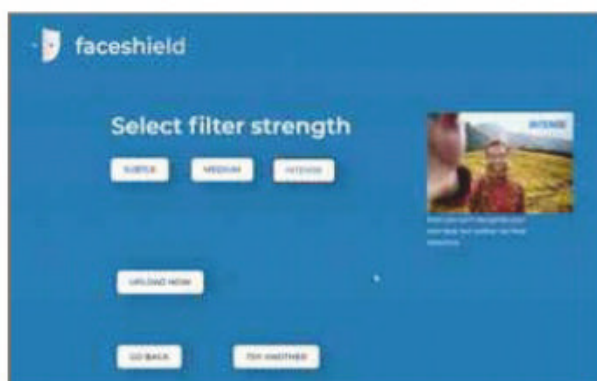 faceshield
Select filter strength
SUBTLE
MEDIUM
INTENSE
INTENSE
UPLOAD NOW
GO BACK
TRY ANOTHER